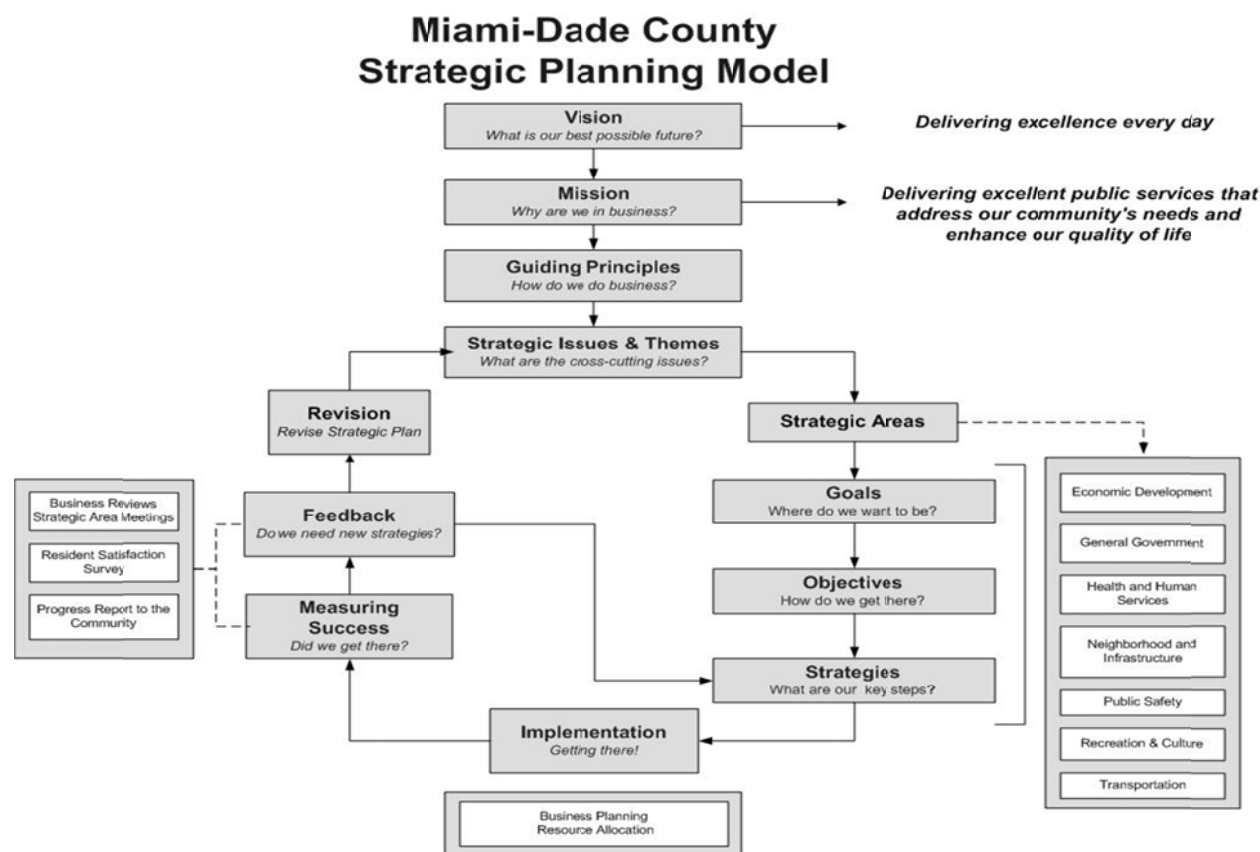 Miami-Dade County
Strategic Planning Model
Vision
What is our best possible future?
Delivering excellence every day
Mission
Why are we in business?
Delivering excellent public services that
address our community's needs and
enhance our quality of life
Guiding Principles
How do we do business?
Strategic Issues & Themes
What are the cross-cutting issues?
Revision
Revise Strategic Plan
Strategic Areas
Goals
Where do we want to be?
Objectives
How do we get there?
Strategies
What are our key steps?
Implementation
Getting there!
Business Planning
Resource Allocation
Measuring
Success
Did we get there?
Feedback
Do we need new strategies?
Business Reviews
Strategic Area Meetings
Resident Satisfaction
Survey
Progress Report to the
Community
Economic Development
General Government
Health and Human
Services
Neighborhood and
Infrastructure
Public Safety
Recreation & Culture
Transportation